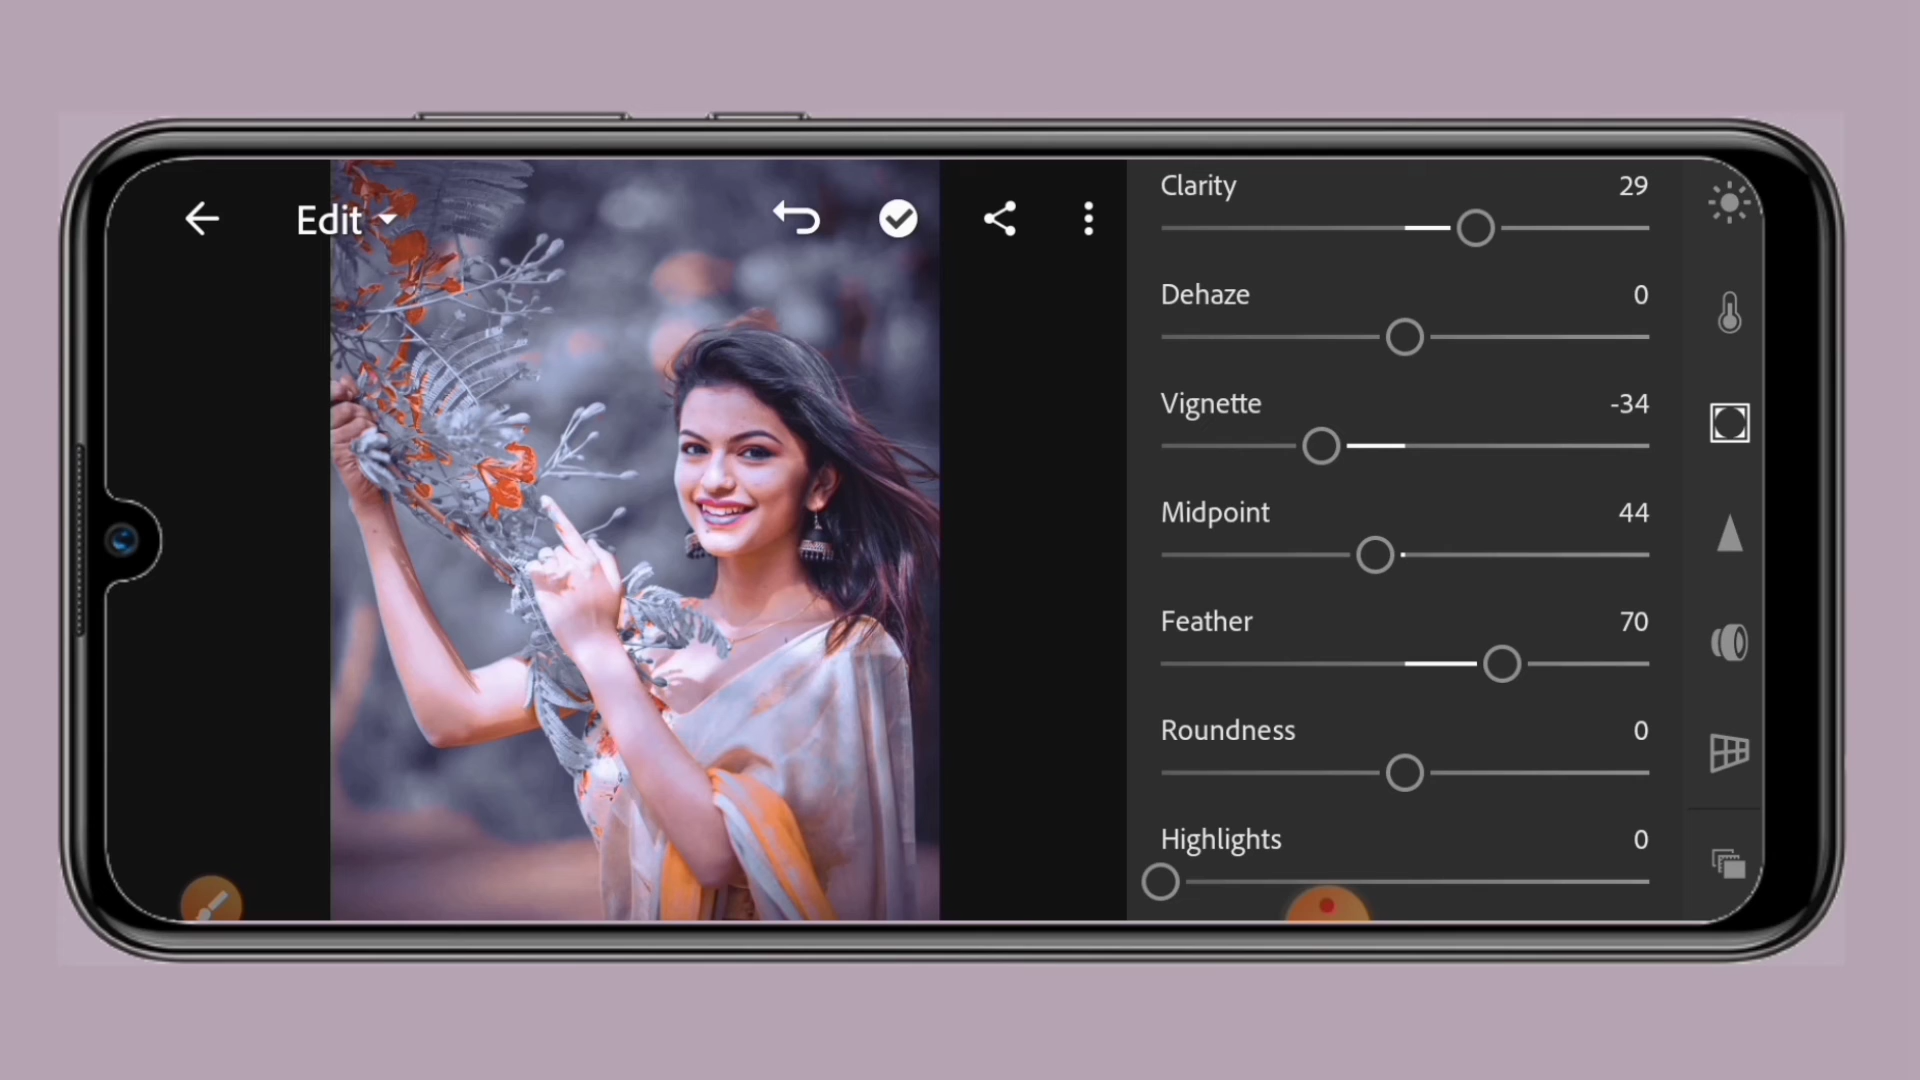 Edit
Clarity 29
Dehaze 0
Vignette -34
Midpoint 44
Feather 70
Roundness 0
Highlights 0